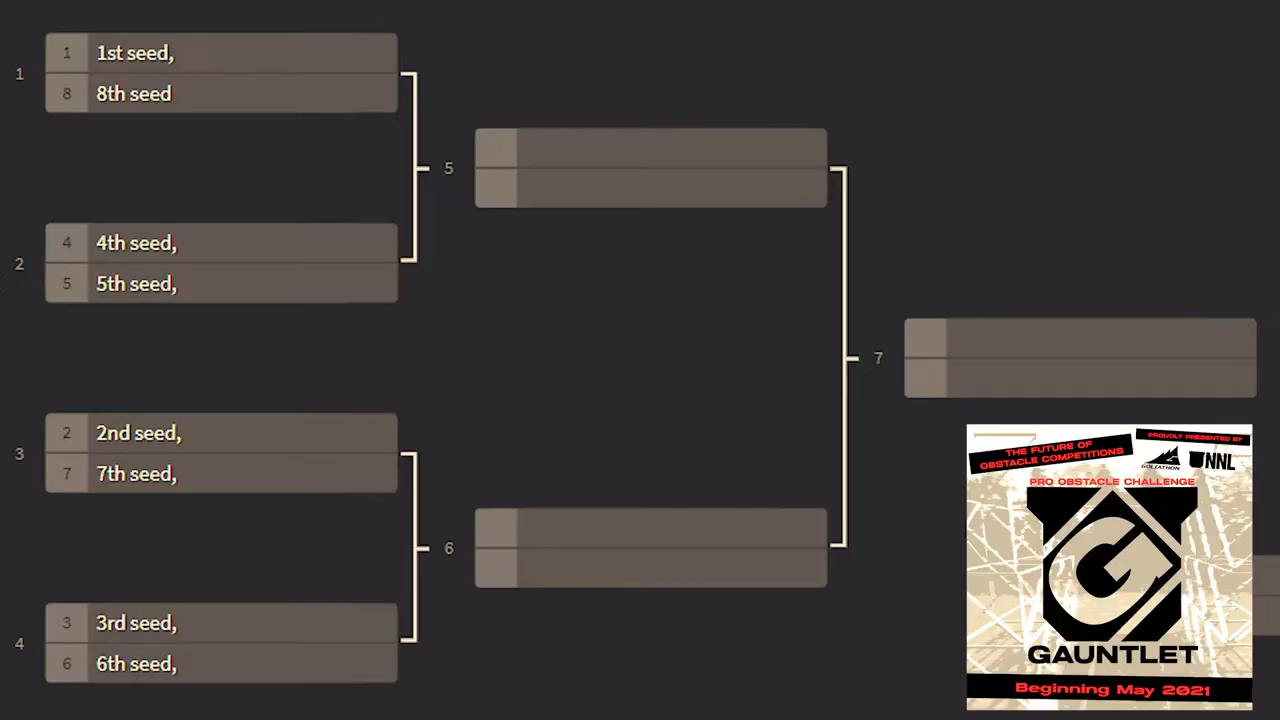 1
1 1st seed,
8 8th seed
2
4 4th seed,
5 5th seed,
3
2 2nd seed,
7 7th seed,
4
3 3rd seed,
6 6th seed,
5
6
7
THE FUTURE OF
OBSTACLE COMPETITIONS
PROUDLY PRESENTED BY
GOLIATHON
NNL
PRO OBSTACLE CHALLENGE
G
GAUNTLET
Beginning May 2021